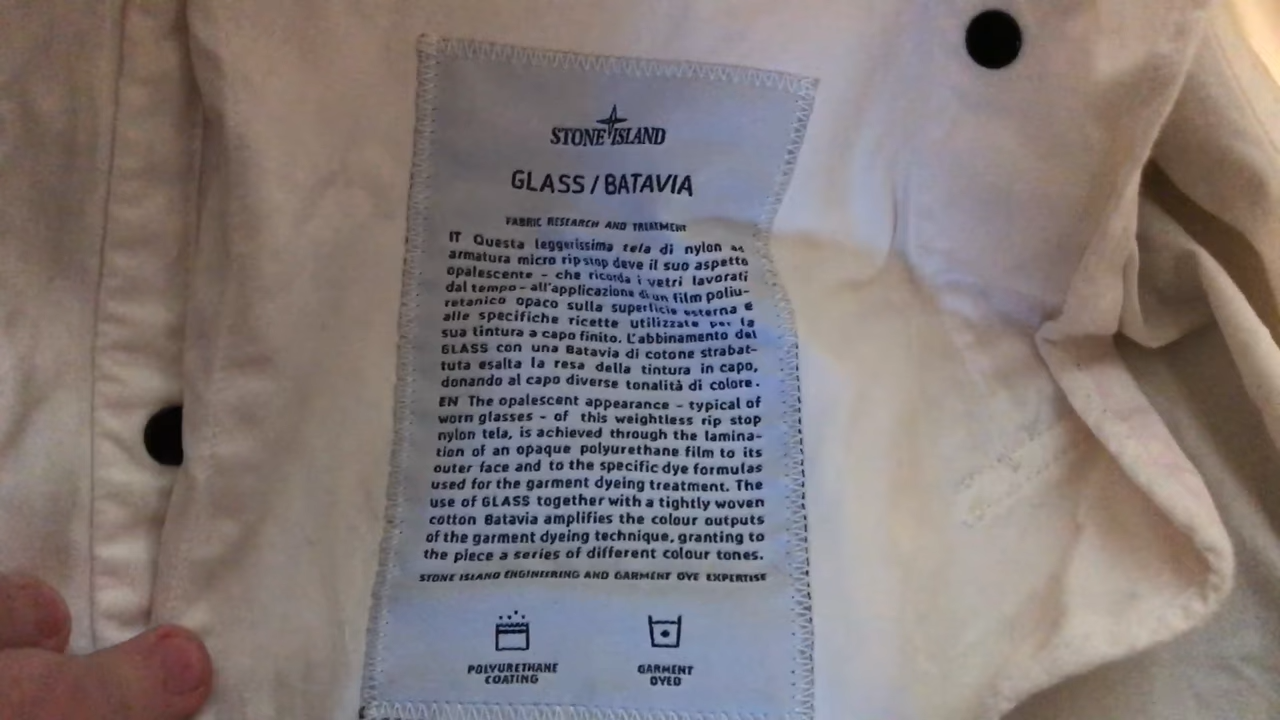 STONE ISLAND
GLASS / BATAVIA
FABRIC RESEARCH AND TREATMENT
IT Questa leggerissima tela di nylon
armatura micro ripstop deve il suo aspetto
opalescente - che ricorda i vetri lavorati
dal tempo - all'applicazione di un film poliu-
retanico opaco sulla superficie esterna e
alle specifiche ricette utilizzate per la
sua tintura a capo finito. L'abbinamento del
GLASS con una Batavia di cotone strabat-
tuta esalta la resa della tintura in capo,
donando al capo diverse tonalità di colore.
EN The opalescent appearance - typical of
worn glasses - of this weightless rip stop
nylon tela, is achieved through the lamina-
tion of an opaque polyurethane film to its
outer face and to the specific dye formulas
used for the garment dyeing treatment. The
use of GLASS together with a tightly woven
cotton Batavia amplifies the colour outputs
of the garment dyeing technique, granting to
the piece a series of different colour tones.
STONE ISLAND ENGINEERING AND GARMENT DYE EXPERTISE
POLYURETHANE
COATING
GARMENT
DYED